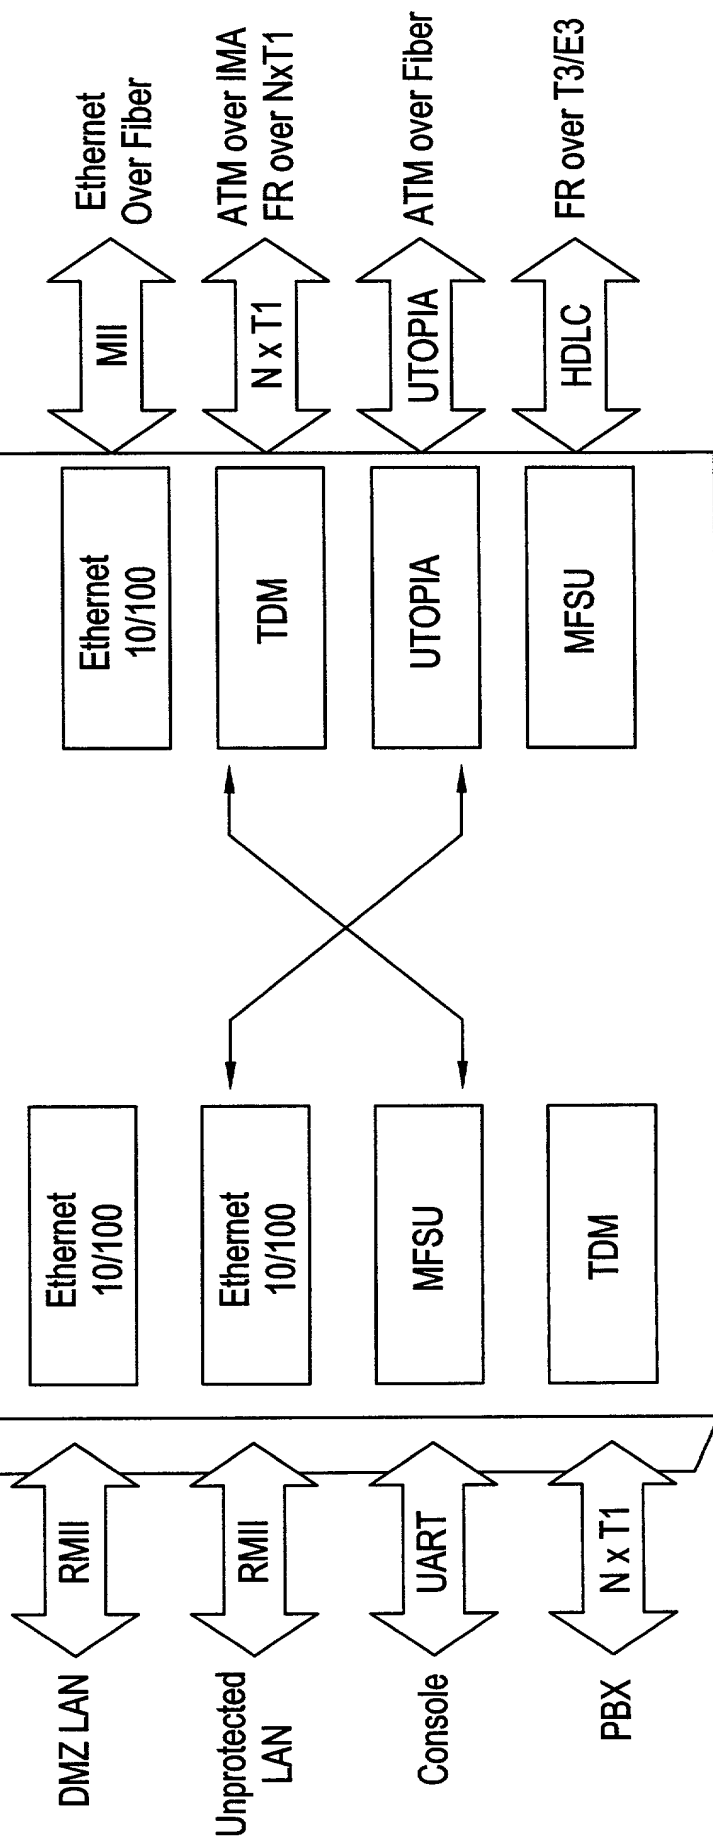 DMZ LAN
RMII
Ethernet
10/100
Ethernet
10/100
MII
Ethernet
Over Fiber
Unprotected
LAN
RMII
Ethernet
10/100
TDM
N x T1
ATM over IMA
FR over NxT1
Console
UART
MFSU
UTOPIA
UTOPIA
ATM over Fiber
PBX
N x T1
TDM
MFSU
HDLC
FR over T3/E3